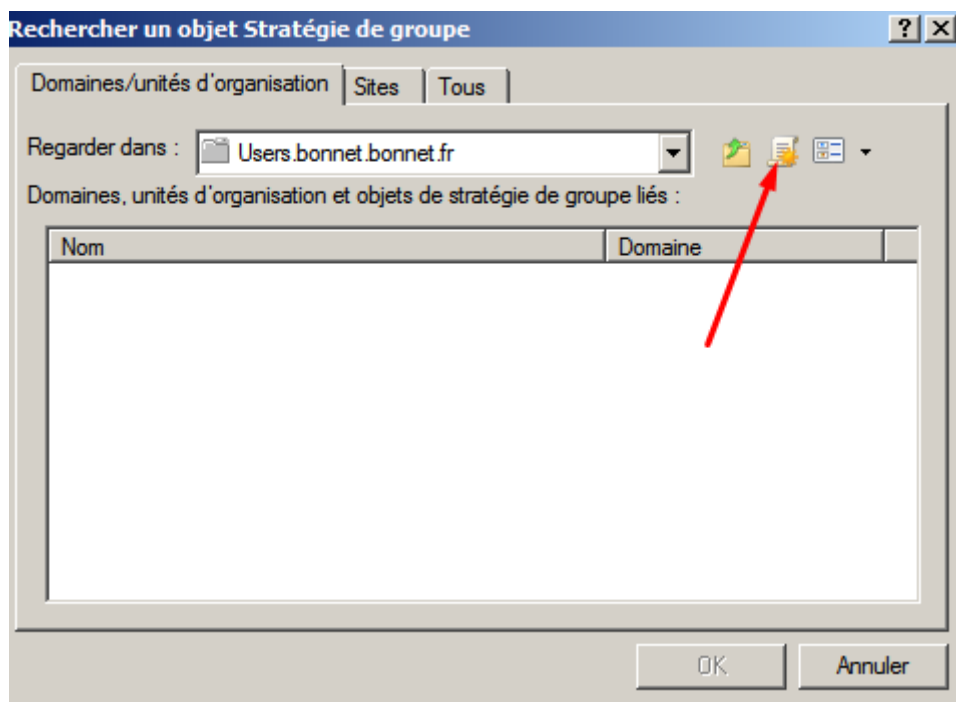 Rechercher un objet Stratégie de groupe
Domaines/unités d'organisation Sites Tous
Regarder dans : Users.bonnet.bonnet.fr
Domaines, unités d'organisation et objets de stratégie de groupe liés :
Nom Domaine
OK Annuler